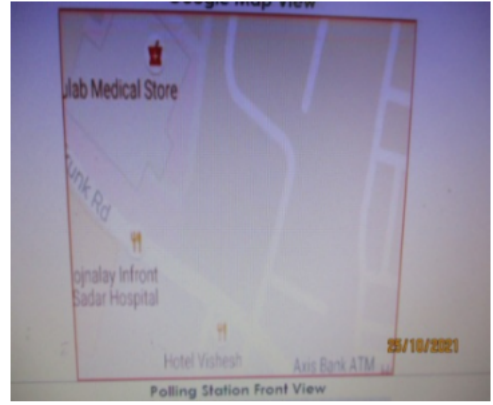 Google Map View
ulab Medical Store
runk Rd
ojnalay Infront
Sadar Hospital
Hotel Vishesh
Axis Bank ATM
25/10/2021
Polling Station Front View